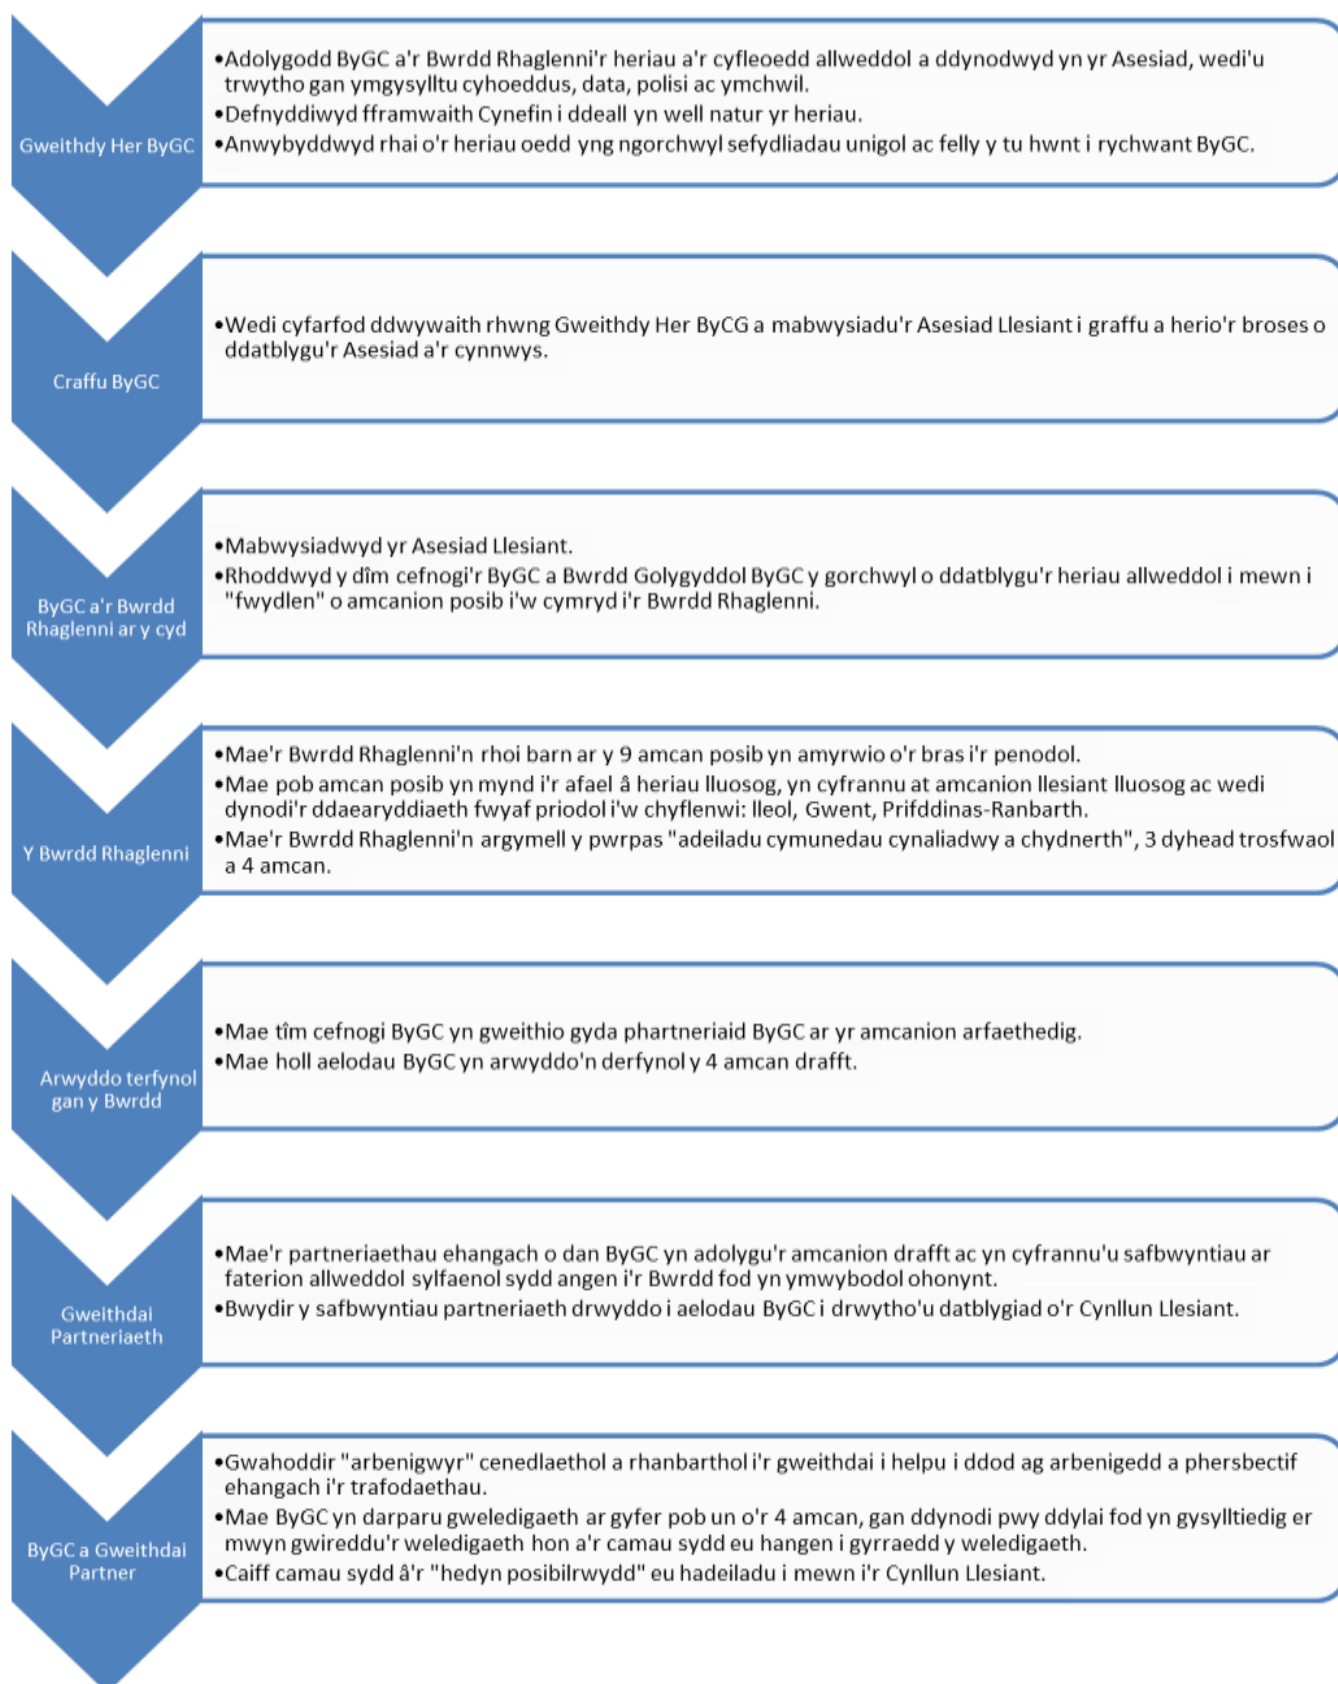 Gweithdy Her ByGC
•Adolygodd ByGC a'r Bwrdd Rhaglenni'r heriau a'r cyfleoedd allweddol a ddynodwyd yn yr Asesiad, wedi'u
trwytho gan ymgysylltu cyhoeddus, data, polisi ac ymchwil.
•Defnyddiwyd fframwaith Cynefin i ddeall yn well natur yr heriau.
•Anwybyddwyd rhai o'r heriau oedd yng ngorchwyl sefydliadau unigol ac felly y tu hwnt i rychwant ByGC.
Craffu ByGC
•Wedi cyfarfod ddwywaith rhwng Gweithdy Her ByCG a mabwysiadu'r Asesiad Llesiant i graffu a herio'r broses o
ddatblygu'r Asesiad a'r cynnwys.
ByGC a'r Bwrdd
Rhaglenni ar y cyd
•Mabwysiadwyd yr Asesiad Llesiant.
•Rhoddwyd y dîm cefnogi'r ByGC a Bwrdd Golygyddol ByGC y gorchwyl o ddatblygu'r heriau allweddol i mewn i
"fwydlen" o amcanion posib i'w cymryd i'r Bwrdd Rhaglenni.
Y Bwrdd Rhaglenni
•Mae'r Bwrdd Rhaglenni'n rhoi barn ar y 9 amcan posib yn amyrwio o'r bras i'r penodol.
•Mae pob amcan posib yn mynd i'r afael â heriau lluosog, yn cyfrannu at amcanion llesiant lluosog ac wedi
dynodi'r ddaearyddiaeth fwyaf priodol i'w chyflenwi: lleol, Gwent, Prifddinas-Ranbarth.
•Mae'r Bwrdd Rhaglenni'n argymell y pwrpas "adeiladu cymunedau cynaliadwy a chydnerth", 3 dyhead trosfwaol
a 4 amcan.
Arwyddo terfynol
gan y Bwrdd
•Mae tîm cefnogi ByGC yn gweithio gyda phartneriaid ByGC ar yr amcanion arfaethedig.
•Mae holl aelodau ByGC yn arwyddo'n derfynol y 4 amcan drafft.
Gweithdai
Partneriaeth
•Mae'r partneriaethau ehangach o dan ByGC yn adolygu'r amcanion drafft ac yn cyfrannu'u safbwyntiau ar
faterion allweddol sylfaenol sydd angen i'r Bwrdd fod yn ymwybodol ohonynt.
•Bwydir y safbwyntiau partneriaeth drwyddo i aelodau ByGC i drwytho'u datblygiad o'r Cynllun Llesiant.
ByGC a Gweithdai
Partner
•Gwahoddir "arbenigwyr" cenedlaethol a rhanbarthol i'r gweithdai i helpu i ddod ag arbenigedd a phersbectif
ehangach i'r trafodaethau.
•Mae ByGC yn darparu gweledigaeth ar gyfer pob un o'r 4 amcan, gan ddynodi pwy ddylai fod yn gysylltiedig er
mwyn gwireddu'r weledigaeth hon a'r camau sydd eu hangen i gyrraedd y weledigaeth.
•Caiff camau sydd â'r "hedyn posibilrwydd" eu hadeiladu i mewn i'r Cynllun Llesiant.